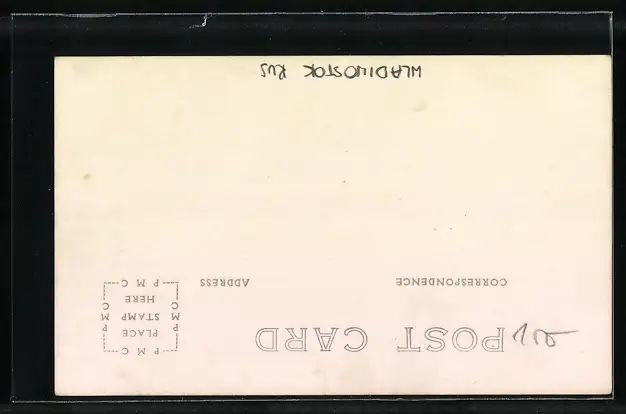 POST CARD
P M C
PLACE
STAMP
HERE
P M C
P M C
P M C
CORRESPONDENCE
ADDRESS
WLADIWOSTOK RUS